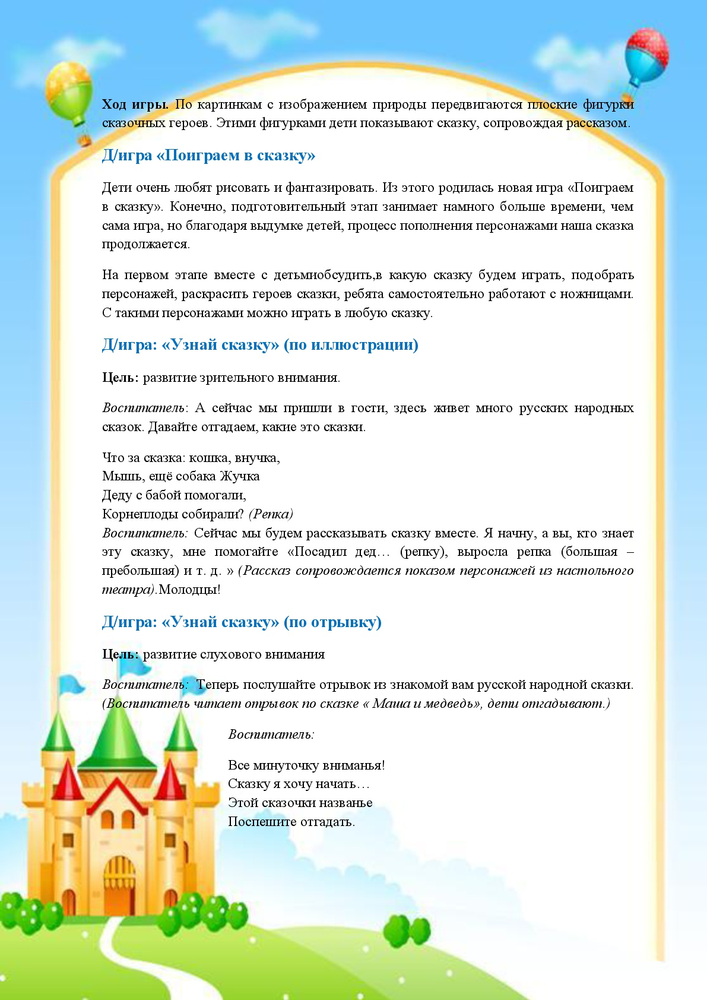 Ход игры. По картинкам с изображением природы передвигаются плоские фигурки
сказочных героев. Этими фигурками дети показывают сказку, сопровождая рассказом.
Д/игра «Поиграем в сказку»
Дети очень любят рисовать и фантазировать. Из этого родилась новая игра «Поиграем
в сказку». Конечно, подготовительный этап занимает намного больше времени, чем
сама игра, но благодаря выдумке детей, процесс пополнения персонажами наша сказка
продолжается.
На первом этапе вместе с детьмиобсудить,в какую сказку будем играть, подобрать
персонажей, раскрасить героев сказки, ребята самостоятельно работают с ножницами.
С такими персонажами можно играть в любую сказку.
Д/игра: «Узнай сказку» (по иллюстрации)
Цель: развитие зрительного внимания.
Воспитатель: А сейчас мы пришли в гости, здесь живет много русских народных
сказок. Давайте отгадаем, какие это сказки.
Что за сказка: кошка, внучка,
Мышь, ещё собака Жучка
Деду с бабой помогали,
Корнеплоды собирали? (Репка)
Воспитатель: Сейчас мы будем рассказывать сказку вместе. Я начну, а вы, кто знает
эту сказку, мне помогайте «Посадил дед… (репку), выросла репка (большая –
пребольшая) и т. д. » (Рассказ сопровождается показом персонажей из настольного
театра).Молодцы!
Д/игра: «Узнай сказку» (по отрывку)
Цель: развитие слухового внимания
Воспитатель: Теперь послушайте отрывок из знакомой вам русской народной сказки.
(Воспитатель читает отрывок по сказке « Маша и медведь», дети отгадывают.)
Воспитатель:
Все минуточку вниманья!
Сказку я хочу начать…
Этой сказочки названье
Поспешите отгадать.